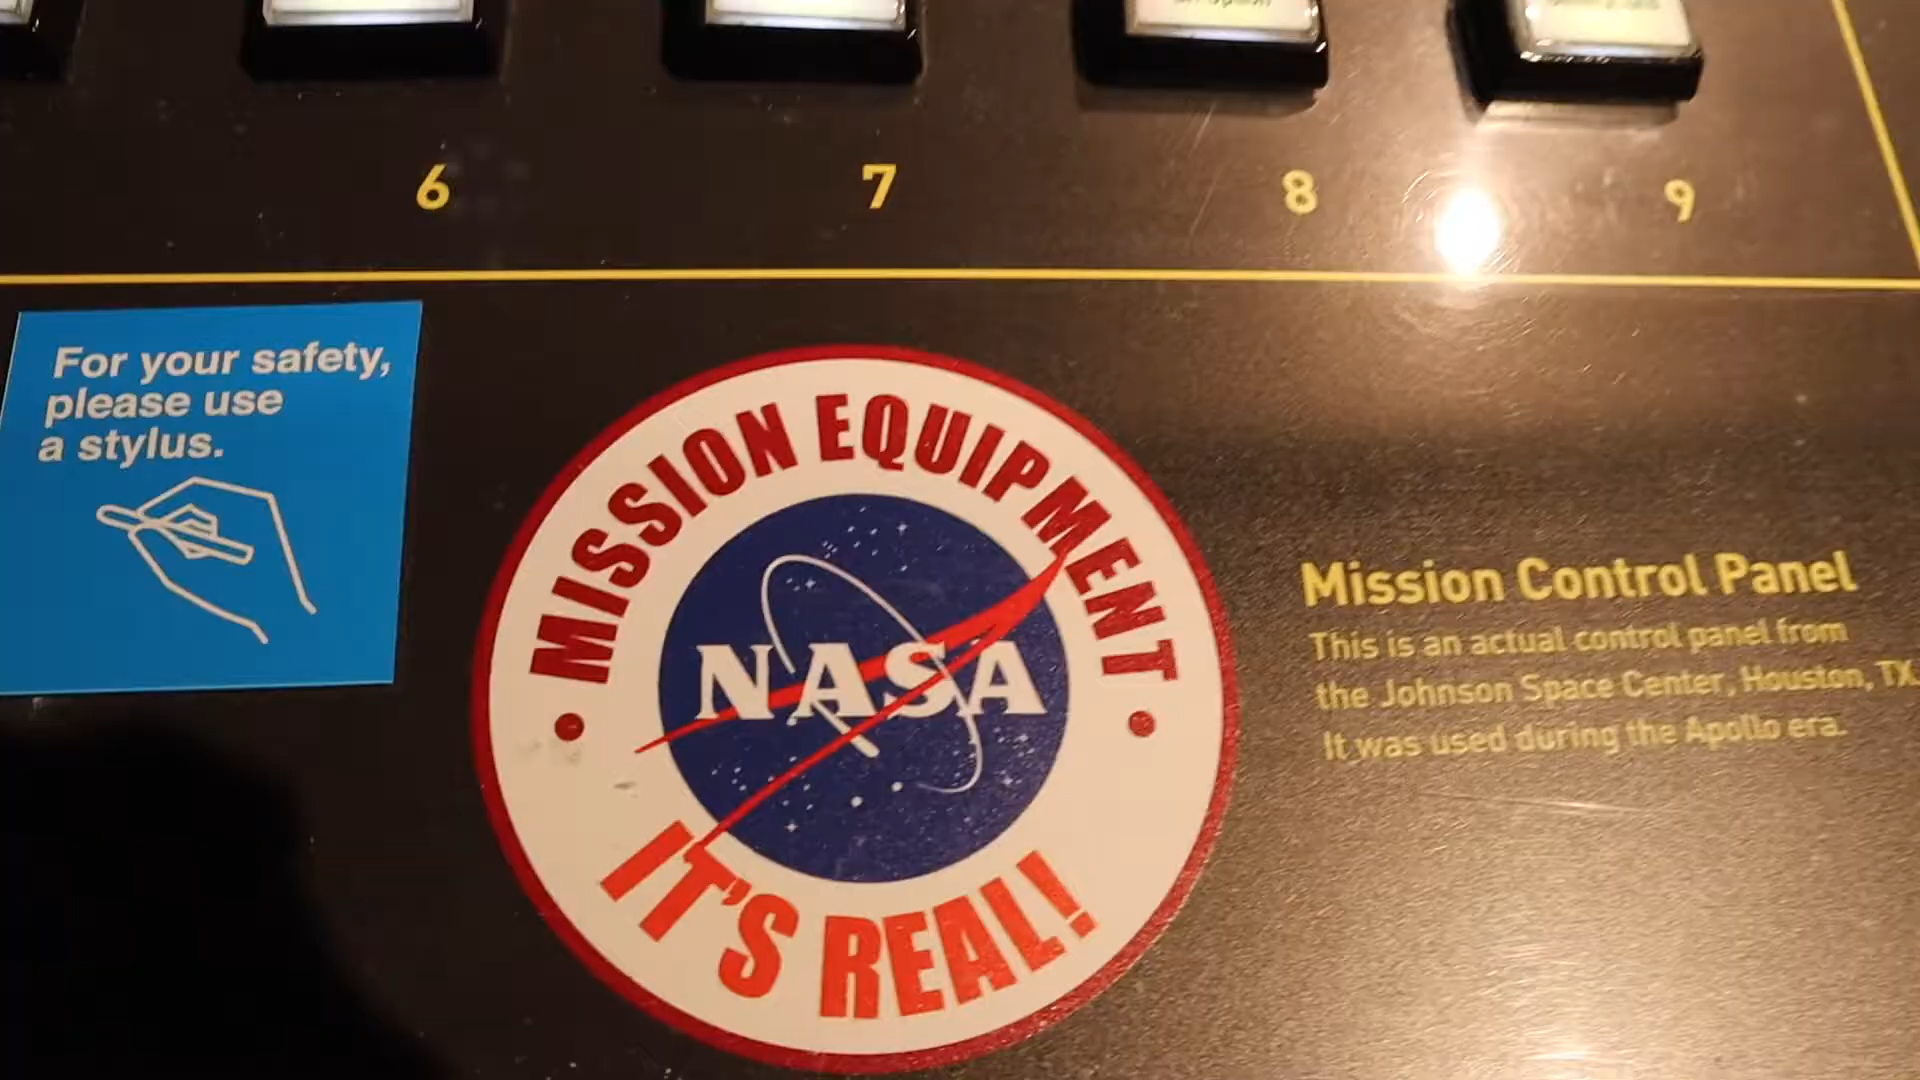 6
7
8
9
For your safety,
please use
a stylus.
MISSION EQUIPMENT
NASA
IT'S REAL!
Mission Control Panel
This is an actual control panel from
the Johnson Space Center, Houston, TX.
It was used during the Apollo era.